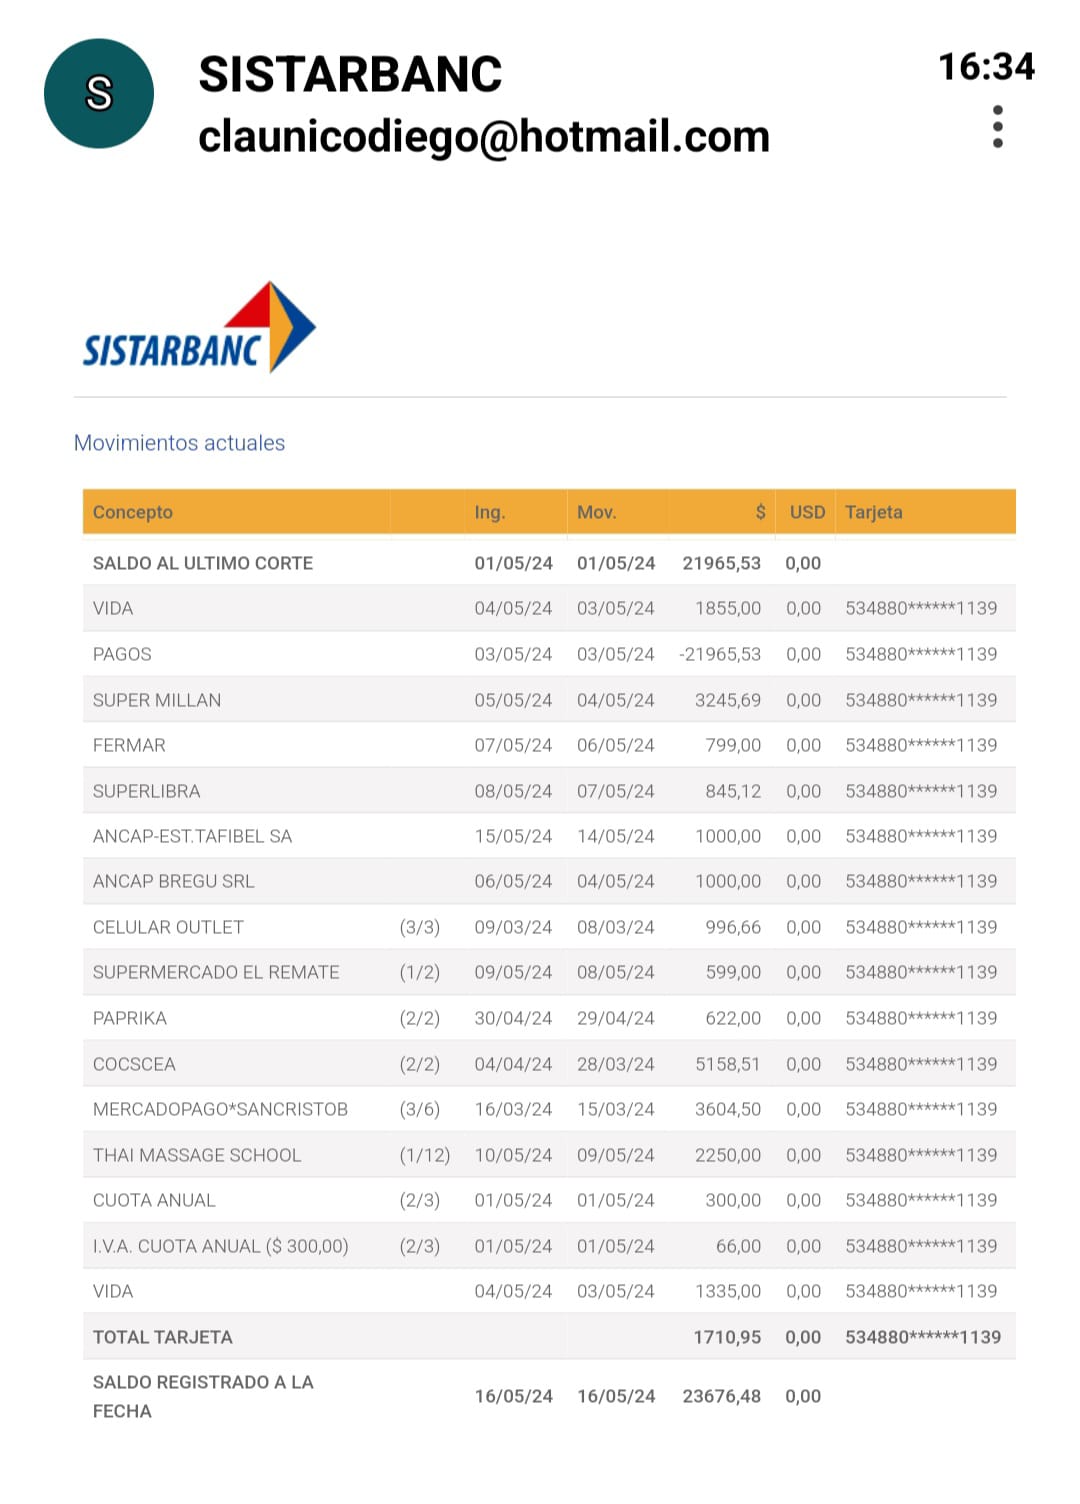 S
SISTARBANC
16:34
claunicodiego@hotmail.com
SISTARBANC
Movimientos actuales
Concepto Ing. Mov. $ USD Tarjeta
SALDO AL ULTIMO CORTE 01/05/24 01/05/24 21965,53 0,00
VIDA 04/05/24 03/05/24 1855,00 0,00 534880******1139
PAGOS 03/05/24 03/05/24 -21965,53 0,00 534880******1139
SUPER MILLAN 05/05/24 04/05/24 3245,69 0,00 534880******1139
FERMAR 07/05/24 06/05/24 799,00 0,00 534880******1139
SUPERLIBRA 08/05/24 07/05/24 845,12 0,00 534880******1139
ANCAP-EST.TAFIBEL SA 15/05/24 14/05/24 1000,00 0,00 534880******1139
ANCAP BREGU SRL 06/05/24 04/05/24 1000,00 0,00 534880******1139
CELULAR OUTLET (3/3) 09/03/24 08/03/24 996,66 0,00 534880******1139
SUPERMERCADO EL REMATE (1/2) 09/05/24 08/05/24 599,00 0,00 534880******1139
PAPRIKA (2/2) 30/04/24 29/04/24 622,00 0,00 534880******1139
COCSCEA (2/2) 04/04/24 28/03/24 5158,51 0,00 534880******1139
MERCADOPAGO*SANCRISTOB (3/6) 16/03/24 15/03/24 3604,50 0,00 534880******1139
THAI MASSAGE SCHOOL (1/12) 10/05/24 09/05/24 2250,00 0,00 534880******1139
CUOTA ANUAL (2/3) 01/05/24 01/05/24 300,00 0,00 534880******1139
I.V.A. CUOTA ANUAL ($ 300,00) (2/3) 01/05/24 01/05/24 66,00 0,00 534880******1139
VIDA 04/05/24 03/05/24 1335,00 0,00 534880******1139
TOTAL TARJETA 1710,95 0,00 534880******1139
SALDO REGISTRADO A LA
FECHA 16/05/24 16/05/24 23676,48 0,00